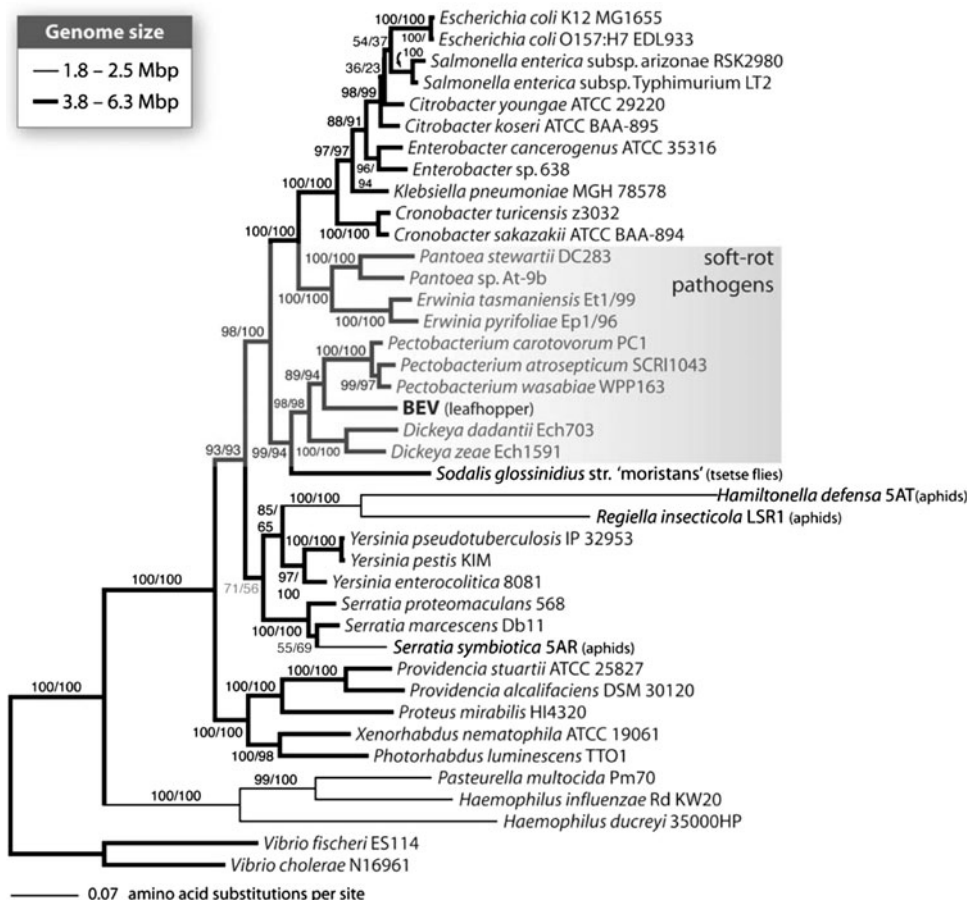 Genome size
1.8 – 2.5 Mbp
3.8 – 6.3 Mbp
100/100
Escherichia coli K12 MG1655
100/
Escherichia coli O157:H7 EDL933
54/37
100
Salmonella enterica subsp. arizonae RSK2980
36/23
Salmonella enterica subsp. Typhimurium LT2
98/99
Citrobacter youngae ATCC 29220
88/91
Citrobacter koseri ATCC BAA-895
97/97
Enterobacter cancerogenus ATCC 35316
96/
94
Enterobacter sp. 638
100/100
Klebsiella pneumoniae MGH 78578
Cronobacter turicensis z3032
100/100
Cronobacter sakazakii ATCC BAA-894
100/100
100/100
Pantoea stewartii DC283
soft-rot
pathogens
Pantoea sp. At-9b
100/100
Erwinia tasmaniensis Et1/99
100/100
Erwinia pyrifoliae Ep1/96
98/100
Pectobacterium carotovorum PC1
100/100
Pectobacterium atrosepticum SCRI1043
89/94
99/97
Pectobacterium wasabiae WPP163
98/98
BEV (leafhopper)
Dickeya dadantii Ech703
93/93
99/94
100/100
Dickeya zeae Ech1591
Sodalis glossinidius str. 'moristans' (tsetse flies)
100/100
Hamiltonella defensa 5AT(aphids)
85/
65
Regiella insecticola LSR1 (aphids)
100/100
Yersinia pseudotuberculosis IP 32953
Yersinia pestis KIM
100/100
71/56
97/
100
Yersinia enterocolitica 8081
Serratia proteomaculans 568
100/100
Serratia marcescens Db11
55/69
Serratia symbiotica 5AR (aphids)
100/100
Providencia stuartii ATCC 25827
100/100
100/100
Providencia alcalifaciens DSM 30120
Proteus mirabilis HI4320
100/100
Xenorhabdus nematophila ATCC 19061
100/98
Photorhabdus luminescens TTO1
99/100
Pasteurella multocida Pm70
100/100
Haemophilus influenzae Rd KW20
Haemophilus ducreyi 35000HP
Vibrio fischeri ES114
Vibrio cholerae N16961
0.07 amino acid substitutions per site